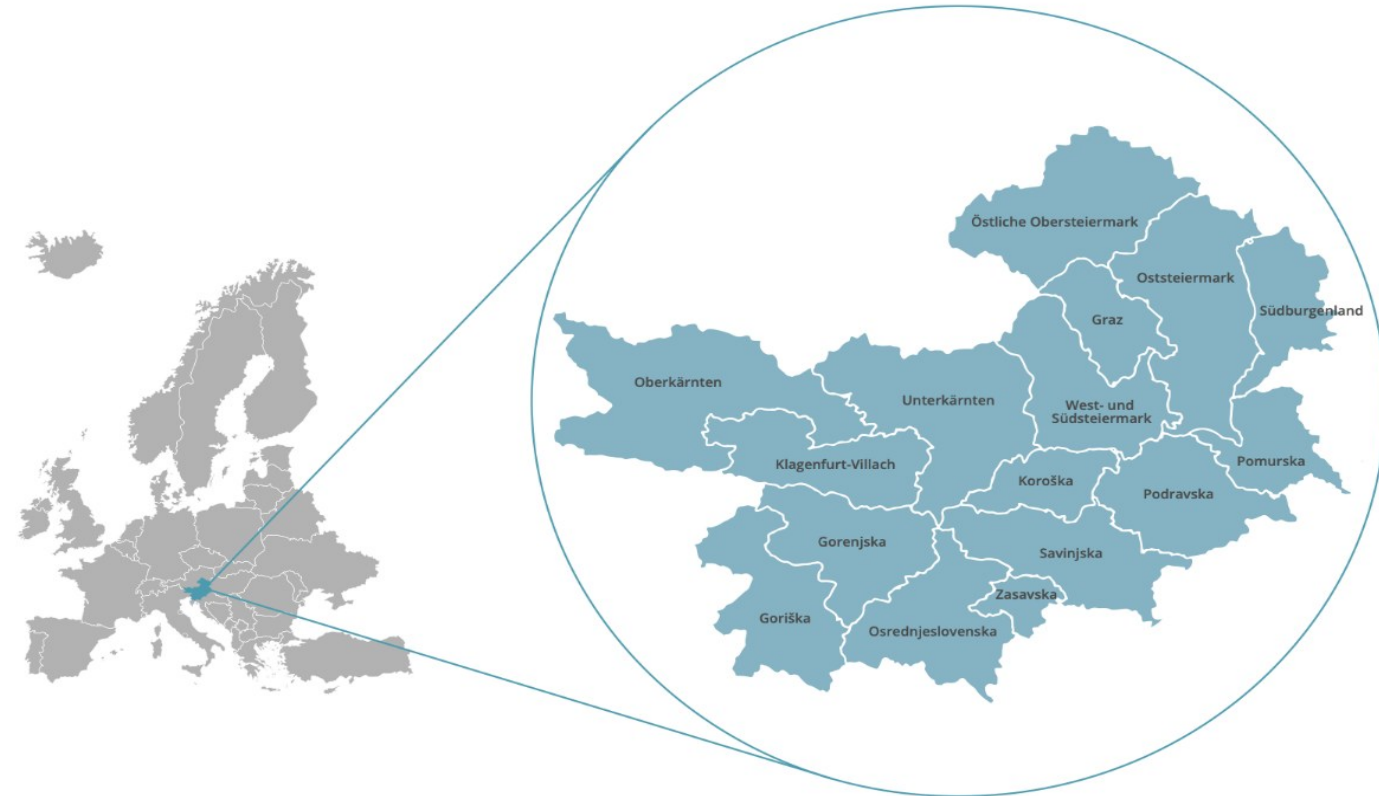 Östliche Obersteiermark
Oststeiermark
Südburgenland
Graz
Oberkärnten
Unterkärnten
West- und
Südsteiermark
Klagenfurt-Villach
Koroška
Podravska
Pomurska
Gorenjska
Savinjska
Zasavska
Goriška
Osrednjeslovenska